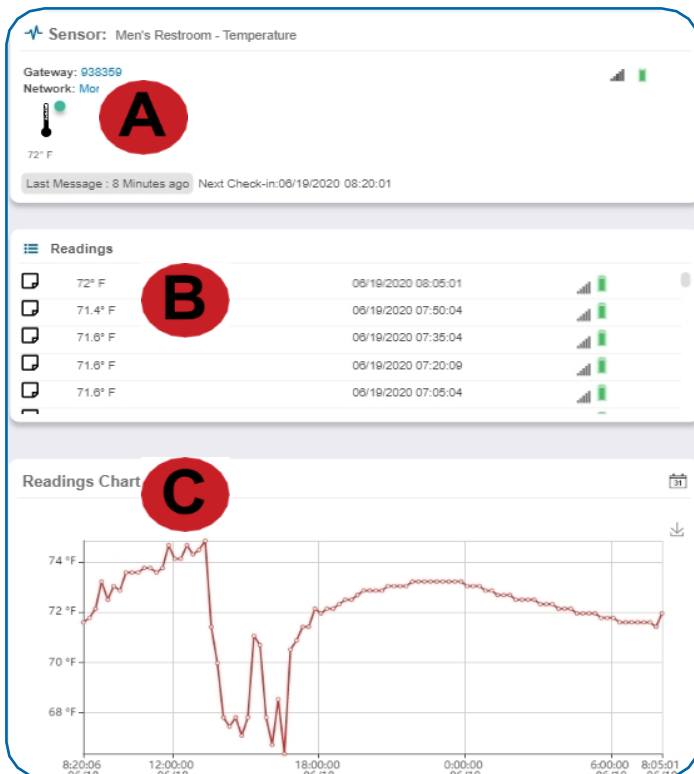 Sensor: Men's Restroom - Temperature
Gateway: 938359
Network: Mor
A
72° F
Last Message : 8 Minutes ago Next Check-in:06/19/2020 08:20:01
Readings
72° F 06/19/2020 08:05:01
B
71.4° F 06/19/2020 07:50:04
71.6° F 06/19/2020 07:35:04
71.6° F 06/19/2020 07:20:09
71.6° F 06/19/2020 07:05:04
Readings Chart
C
31
74 °F
72 °F
70 °F
68 °F
8:20:06 12:00:00 18:00:00 0:00:00 6:00:00 8:05:01